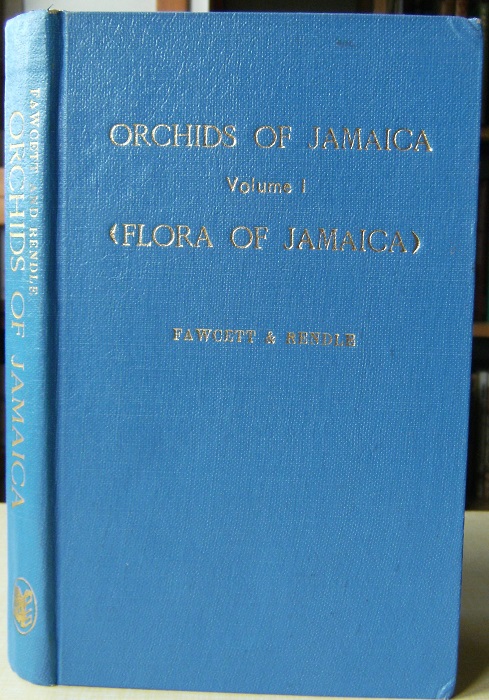 ORCHIDS OF JAMAICA
Volume I
(FLORA OF JAMAICA)
FAWCETT & RENDLE
FAWCETT AND RENDLE
ORCHIDS OF JAMAICA